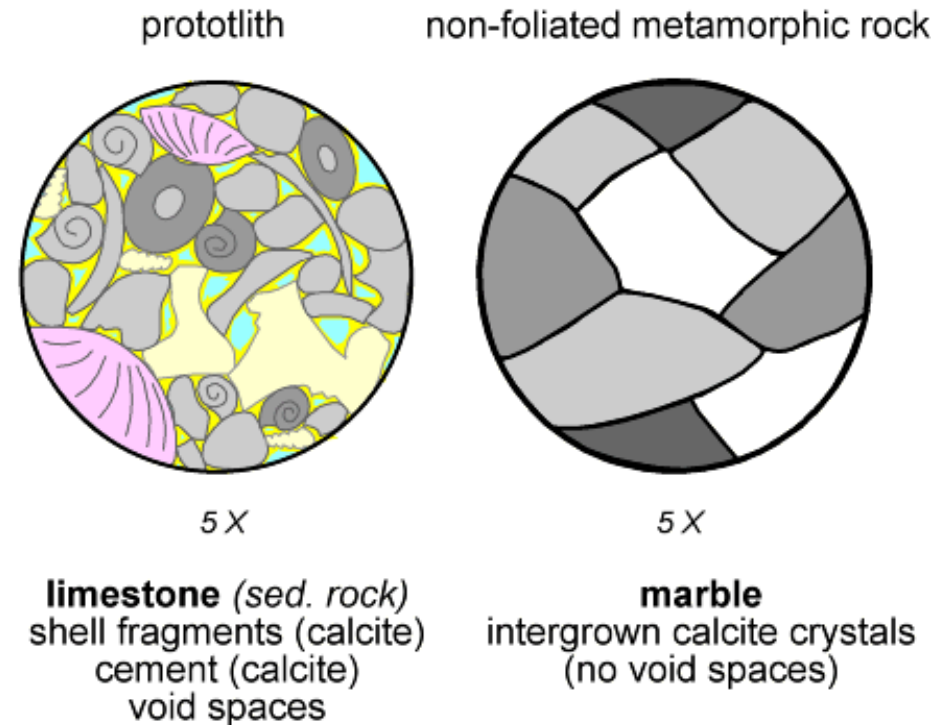 prototlith
non-foliated metamorphic rock
5 X
5 X
limestone (sed. rock)
shell fragments (calcite)
cement (calcite)
void spaces
marble
intergrown calcite crystals
(no void spaces)